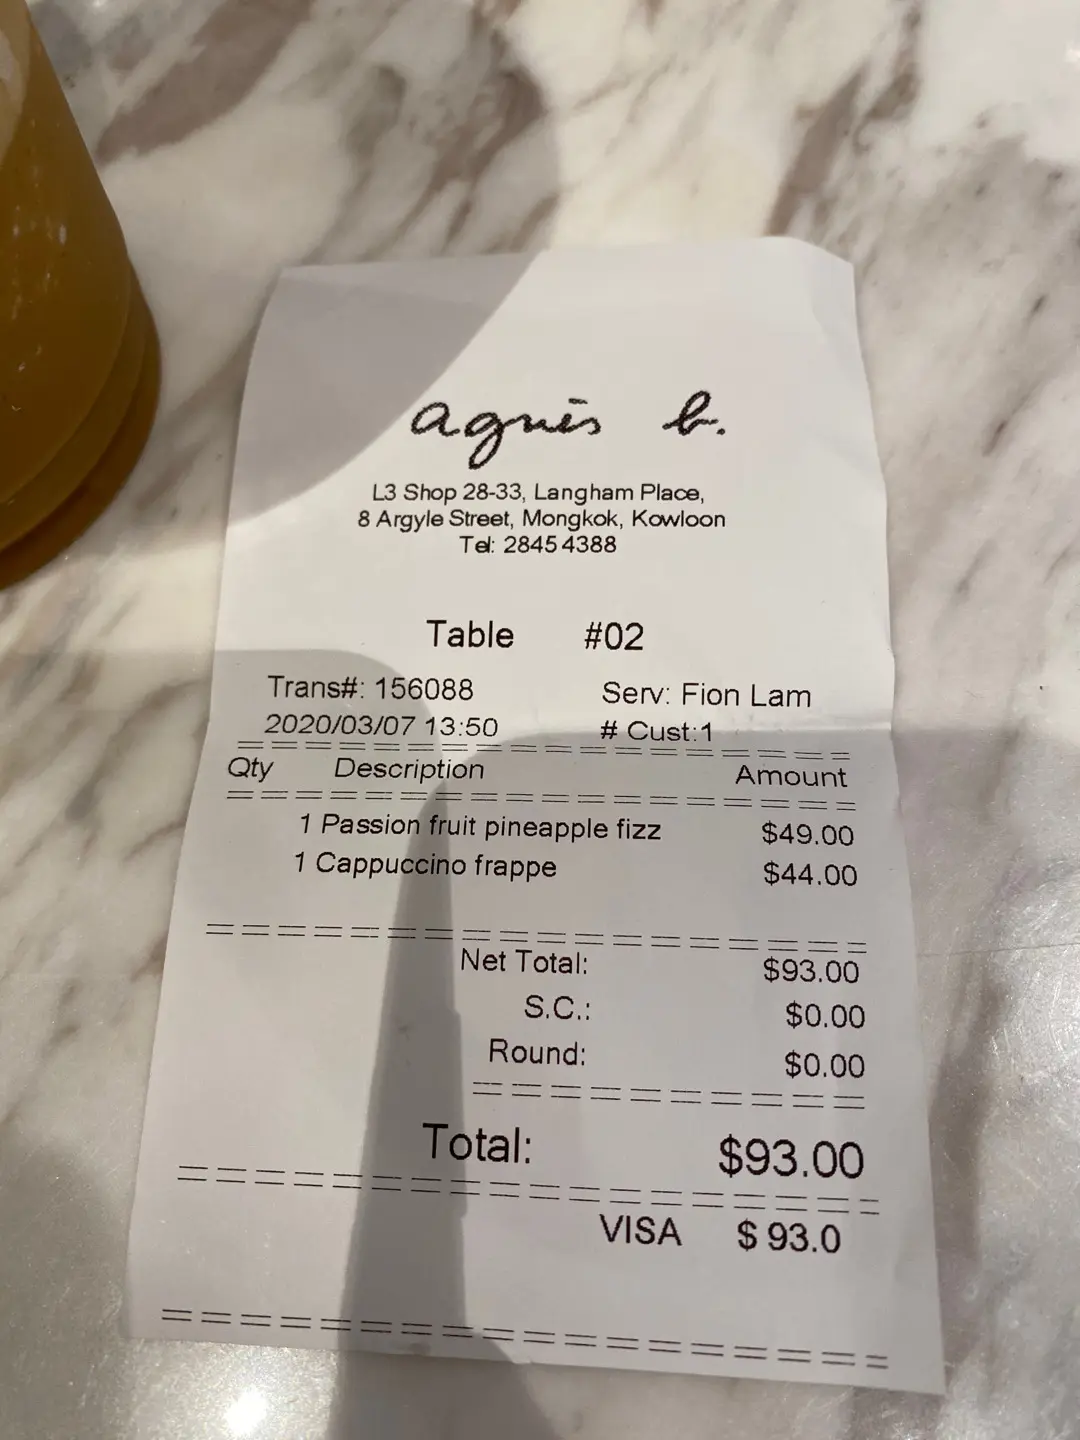 agnès b.
L3 Shop 28-33, Langham Place,
8 Argyle Street, Mongkok, Kowloon
Tel: 2845 4388
Table #02
Trans#: 156088 Serv: Fion Lam
2020/03/07 13:50 # Cust:1
Qty Description Amount
1 Passion fruit pineapple fizz $49.00
1 Cappuccino frappe $44.00
Net Total: $93.00
S.C.: $0.00
Round: $0.00
Total: $93.00
VISA $ 93.0